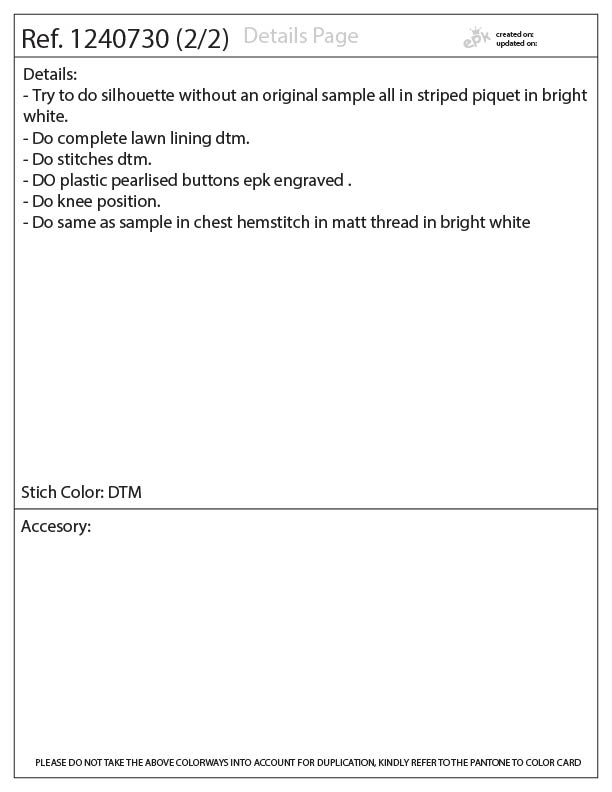 Ref. 1240730 (2/2) Details Page
epk
created on:
updated on:
Details:
- Try to do silhouette without an original sample all in striped piquet in bright
white.
- Do complete lawn lining dtm.
- Do stitches dtm.
- DO plastic pearlised buttons epk engraved .
- Do knee position.
- Do same as sample in chest hemstitch in matt thread in bright white
Stich Color: DTM
Accesory:
PLEASE DO NOT TAKE THE ABOVE COLORWAYS INTO ACCOUNT FOR DUPLICATION, KINDLY REFER TO THE PANTONE TO COLOR CARD